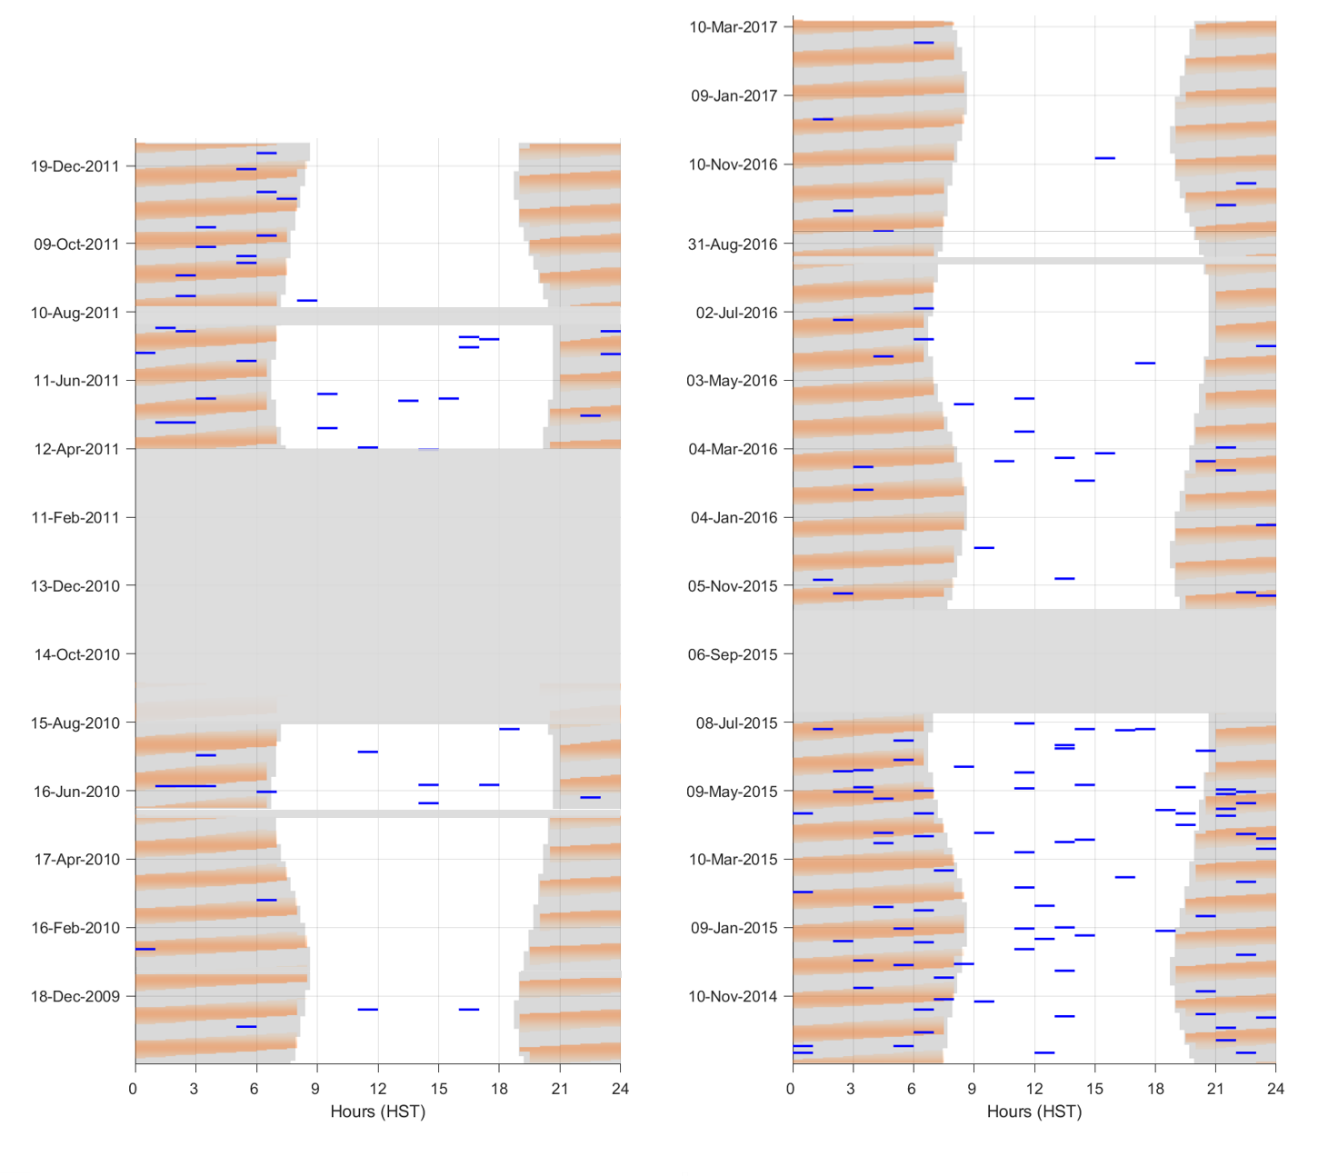 19-Dec-2011
09-Oct-2011
10-Aug-2011
11-Jun-2011
12-Apr-2011
11-Feb-2011
13-Dec-2010
14-Oct-2010
15-Aug-2010
16-Jun-2010
17-Apr-2010
16-Feb-2010
18-Dec-2009
0 3 6 9 12 15 18 21 24
Hours (HST)
10-Mar-2017
09-Jan-2017
10-Nov-2016
31-Aug-2016
02-Jul-2016
03-May-2016
04-Mar-2016
04-Jan-2016
05-Nov-2015
06-Sep-2015
08-Jul-2015
09-May-2015
10-Mar-2015
09-Jan-2015
10-Nov-2014
0 3 6 9 12 15 18 21 24
Hours (HST)